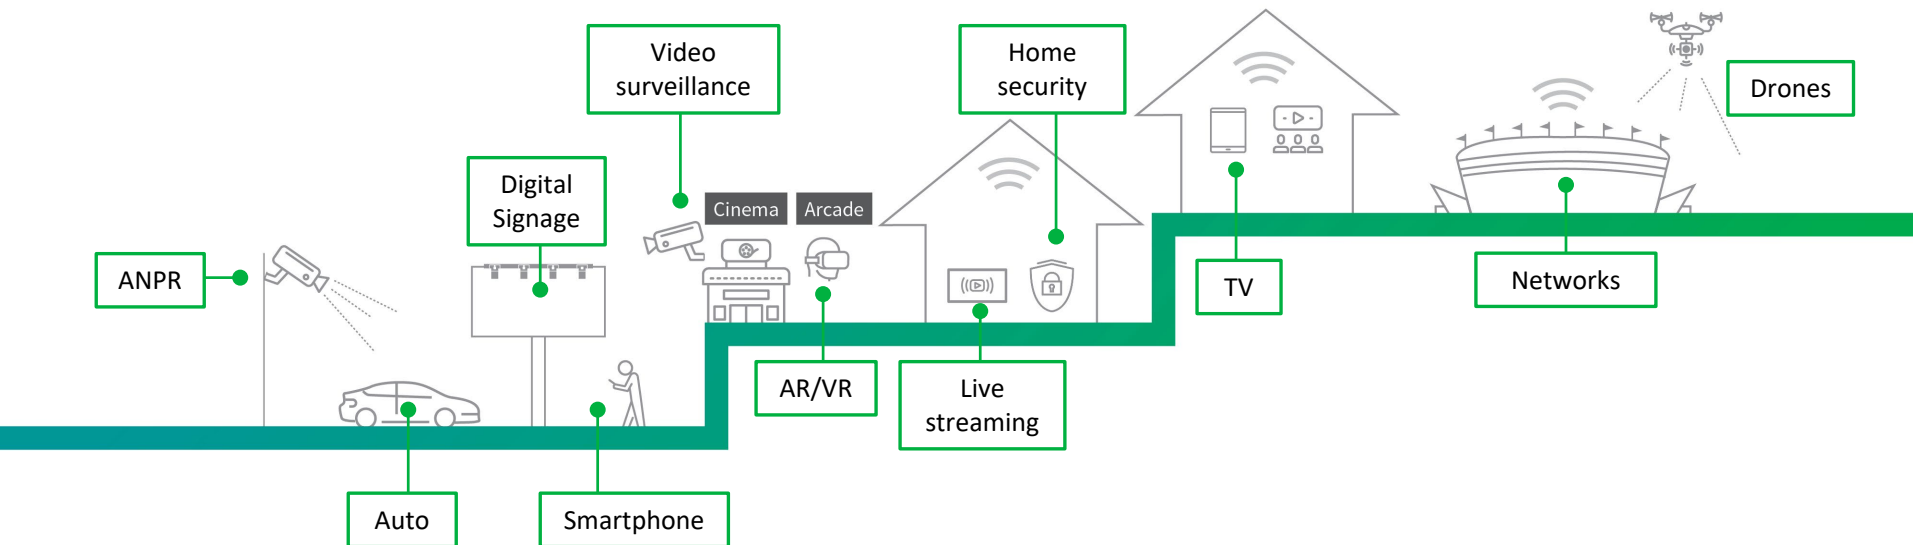 Video
surveillance
Home
security
Drones
Digital
Signage
Cinema
Arcade
ANPR
TV
Networks
AR/VR
Live
streaming
Auto
Smartphone